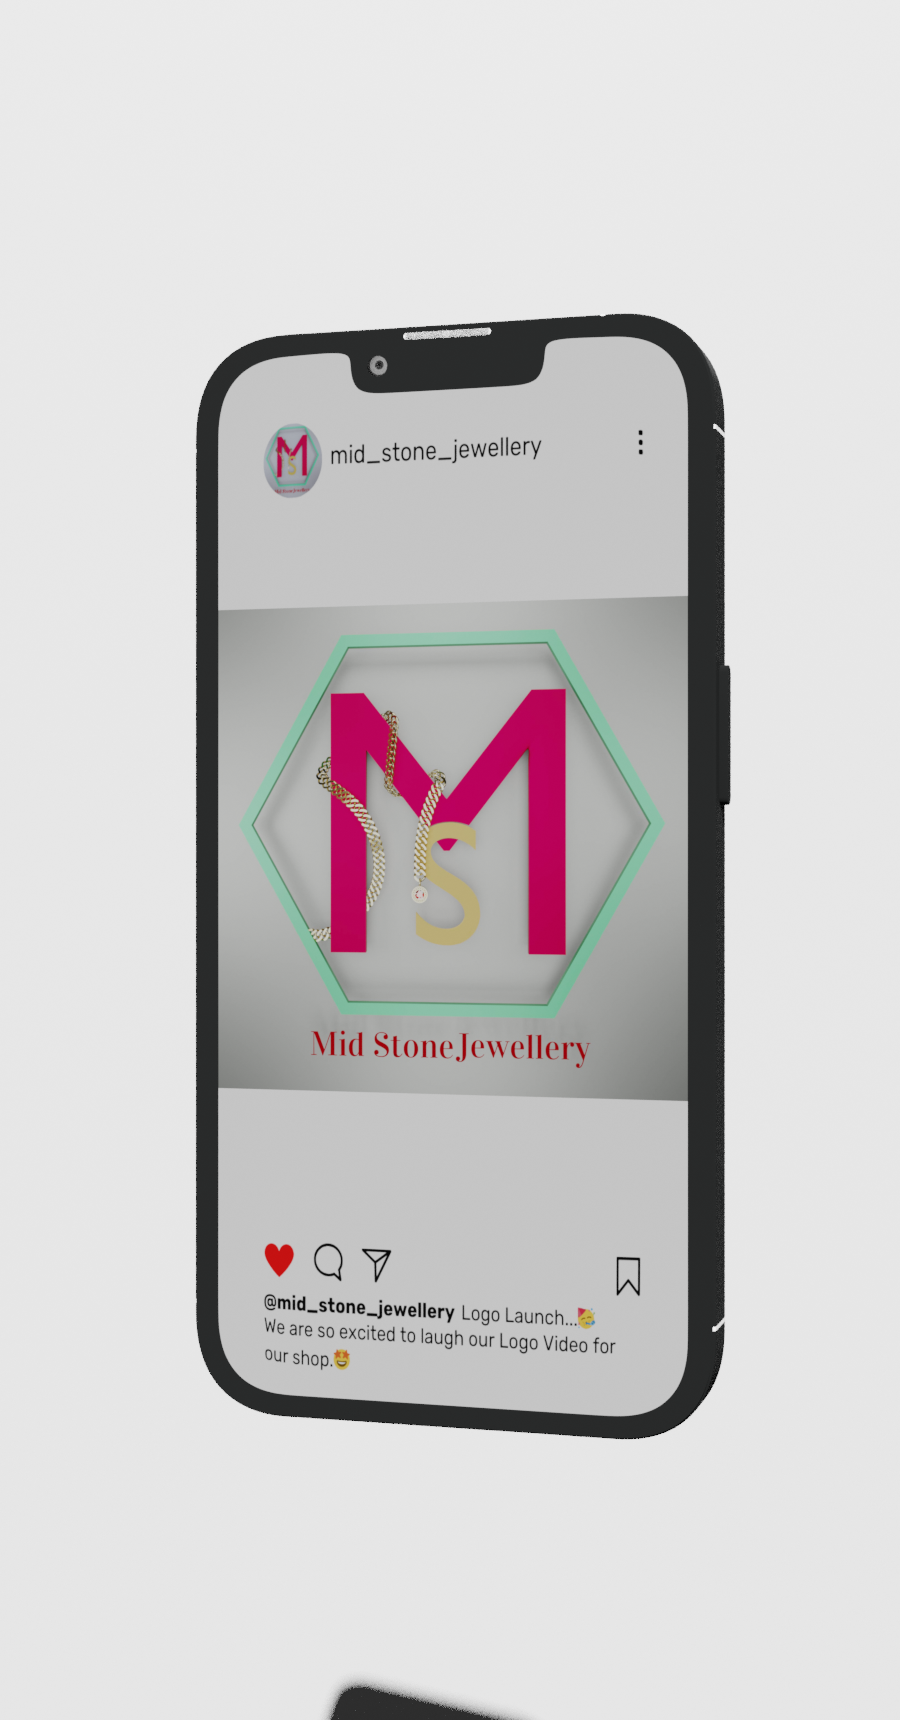 mid_stone_jewellery
M
S
Mid StoneJewellery
@mid_stone_jewellery Logo Launch...🥳
We are so excited to laugh our Logo Video for
our shop.🤩